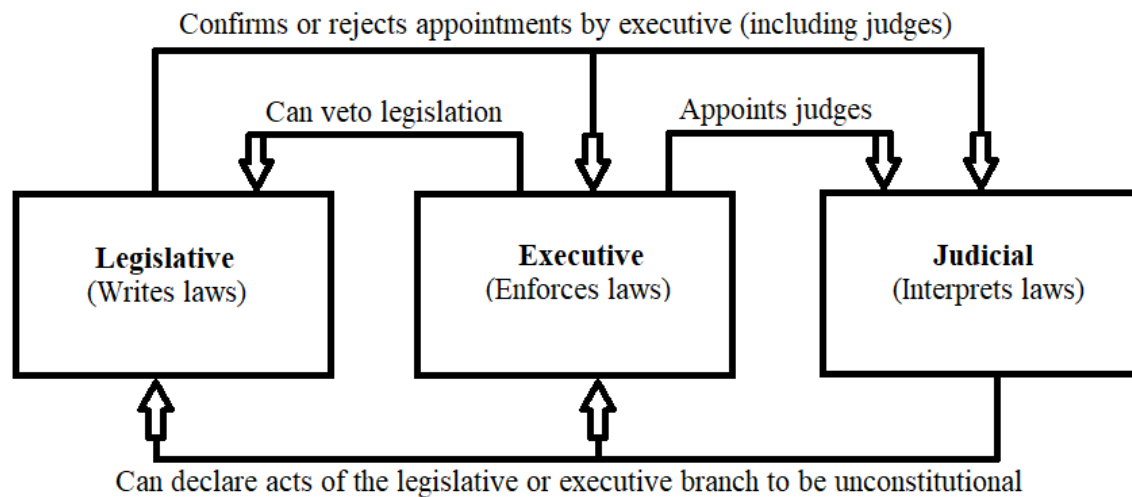 Confirms or rejects appointments by executive (including judges)
Can veto legislation
Appoints judges
Legislative
(Writes laws)
Executive
(Enforces laws)
Judicial
(Interprets laws)
Can declare acts of the legislative or executive branch to be unconstitutional